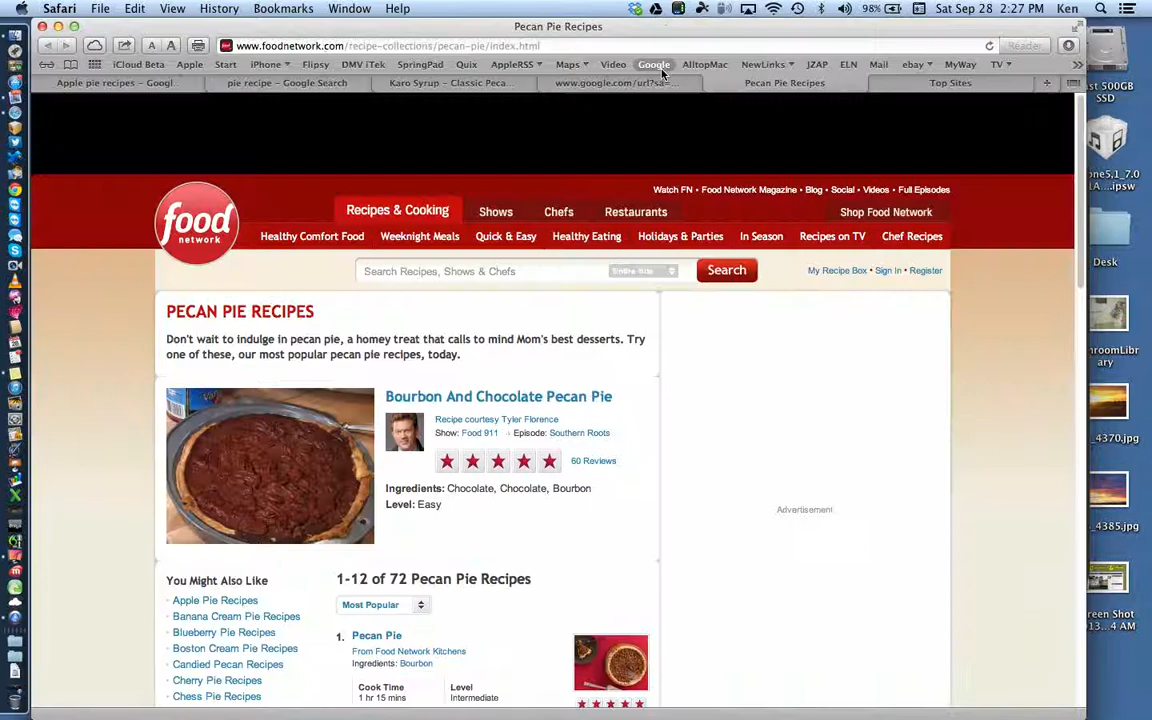 Safari File Edit View History Bookmarks Window Help 98% Sat Sep 28 2:27 PM Ken
Pecan Pie Recipes
A A www.foodnetwork.com/recipe-collections/pecan-pie/index.html Reader
iCloud Beta Apple Start iPhone Flipsy DMV iTek SpringPad Quix AppleRSS Maps Video Google AlltopMac NewLinks JZAP ELN Mail ebay MyWay TV
Apple pie recipes - Googl pie recipe - Google Search Karo Syrup – Classic Peca... www.google.com/url?sa=... Pecan Pie Recipes Top Sites
500GB
SSD
Watch FN • Food Network Magazine • Blog • Social • Videos • Full Episodes
food
network
Recipes & Cooking Shows Chefs Restaurants Shop Food Network
Healthy Comfort Food Weeknight Meals Quick & Easy Healthy Eating Holidays & Parties In Season Recipes on TV Chef Recipes
Search Recipes, Shows & Chefs Entire Site Search My Recipe Box • Sign In • Register
Desk
PECAN PIE RECIPES
Don't wait to indulge in pecan pie, a homey treat that calls to mind Mom's best desserts. Try
one of these, our most popular pecan pie recipes, today.
Bourbon And Chocolate Pecan Pie
Recipe courtesy Tyler Florence
Show: Food 911 Episode: Southern Roots
60 Reviews
Ingredients: Chocolate, Chocolate, Bourbon
Level: Easy
Advertisement
_4370.jpg
_4385.jpg
You Might Also Like
Apple Pie Recipes
Banana Cream Pie Recipes
Blueberry Pie Recipes
Boston Cream Pie Recipes
Candied Pecan Recipes
Cherry Pie Recipes
Chess Pie Recipes
1-12 of 72 Pecan Pie Recipes
Most Popular
1. Pecan Pie
From Food Network Kitchens
Ingredients: Bourbon
Cook Time Level
1 hr 15 mins Intermediate
reen Shot
013...4 AM